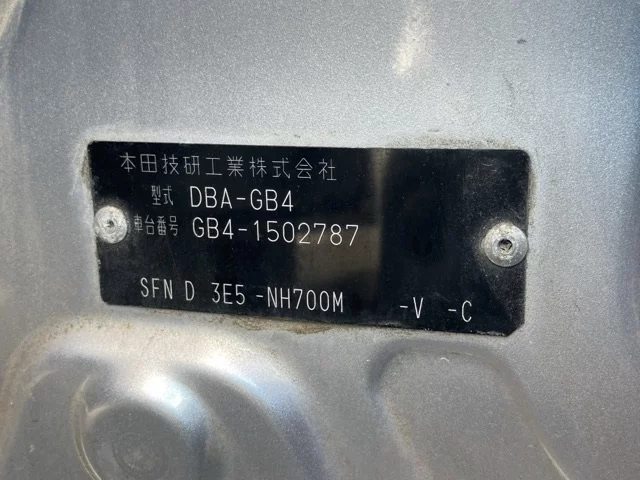 本田技研工業株式会社
型式 DBA-GB4
車台番号 GB4-1502787
SFN D 3E5 -NH700M -V -C